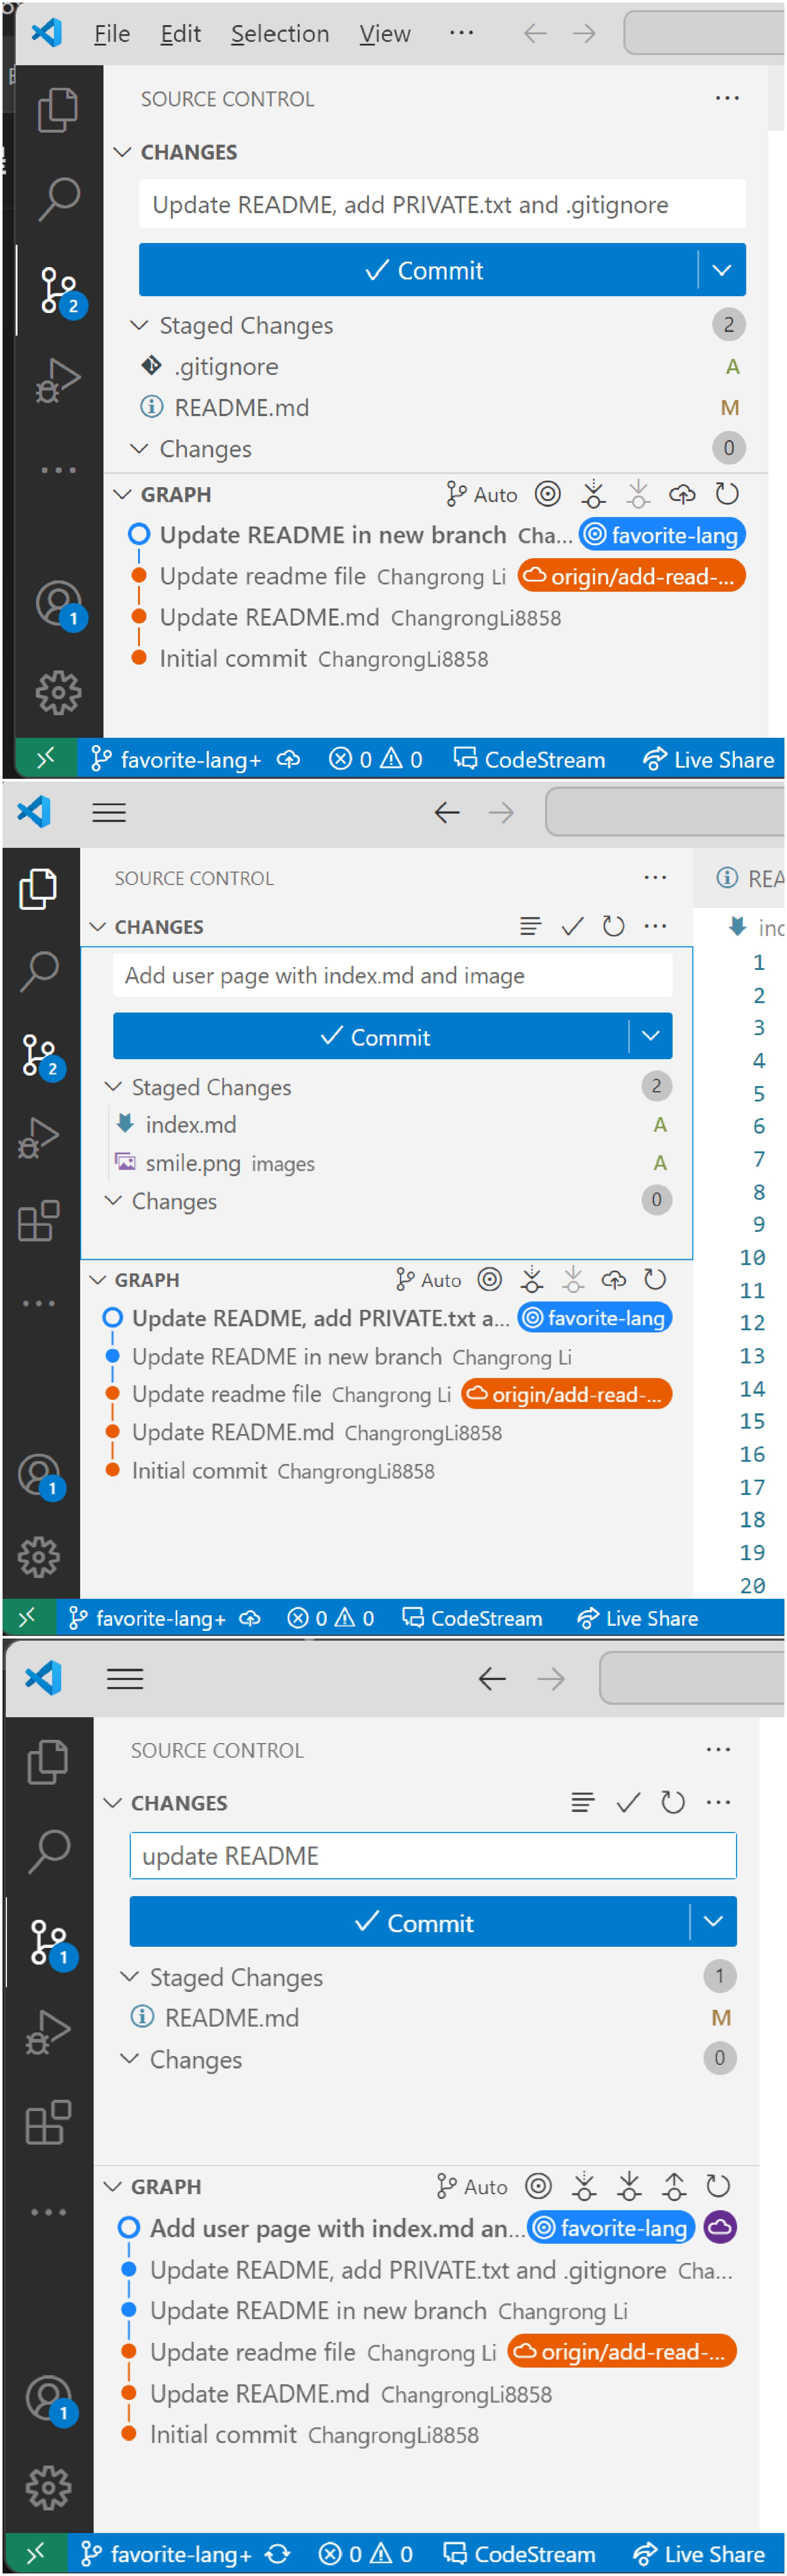 File Edit Selection View ···
SOURCE CONTROL ···
CHANGES
Update README, add PRIVATE.txt and .gitignore
Commit
Staged Changes 2
.gitignore A
README.md M
Changes 0
2
GRAPH Auto
Update README in new branch Cha... favorite-lang
Update readme file Changrong Li origin/add-read-...
Update README.md ChangrongLi8858
Initial commit ChangrongLi8858
1
favorite-lang+ 0 0 CodeStream Live Share
SOURCE CONTROL ···
CHANGES ···
Add user page with index.md and image
Commit
Staged Changes 2
index.md A
smile.png images A
Changes 0
2
GRAPH Auto
Update README, add PRIVATE.txt a... favorite-lang
Update README in new branch Changrong Li
Update readme file Changrong Li origin/add-read-...
Update README.md ChangrongLi8858
Initial commit ChangrongLi8858
1
REA
inc
1
2
3
4
5
6
7
8
9
10
11
12
13
14
15
16
17
18
19
20
favorite-lang+ 0 0 CodeStream Live Share
SOURCE CONTROL ···
CHANGES ···
update README
Commit
Staged Changes 1
README.md M
Changes 0
1
GRAPH Auto
Add user page with index.md an... favorite-lang
Update README, add PRIVATE.txt and .gitignore Cha...
Update README in new branch Changrong Li
Update readme file Changrong Li origin/add-read-...
Update README.md ChangrongLi8858
Initial commit ChangrongLi8858
1
favorite-lang+ 0 0 CodeStream Live Share